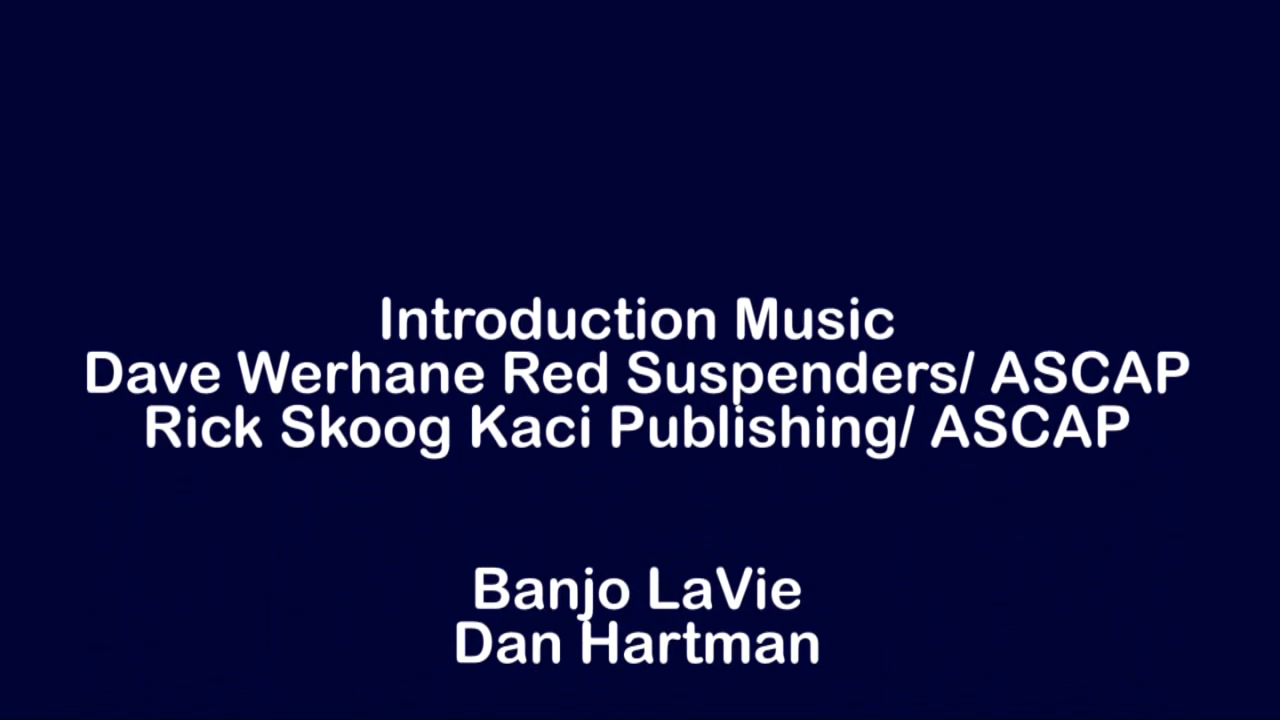 Introduction Music
Dave Werhane Red Suspenders/ ASCAP
Rick Skoog Kaci Publishing/ ASCAP
Banjo LaVie
Dan Hartman